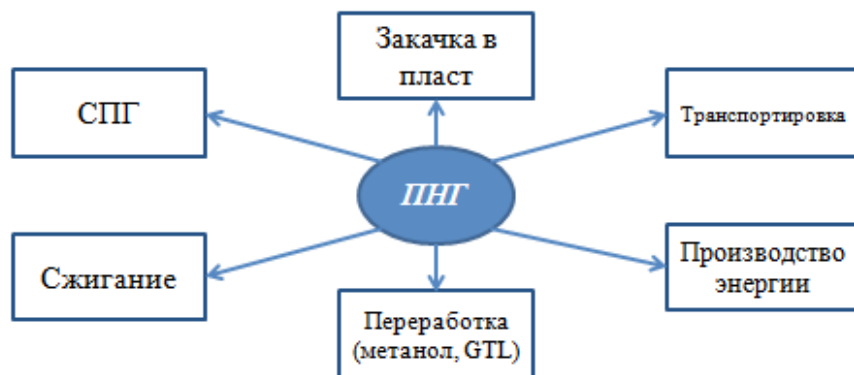 Закачка в
пласт
СПГ
Транспортировка
ПНГ
Сжигание
Производство
энергии
Переработка
(метанол, GTL)